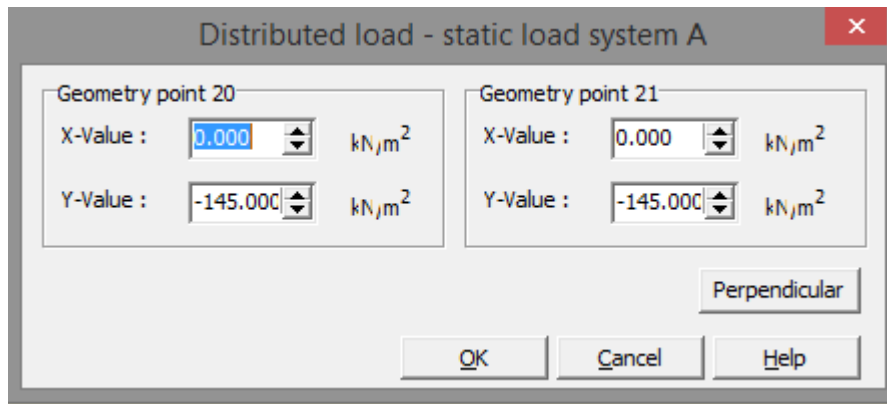 Distributed load - static load system A
Geometry point 20
X-Value : 0.000 kN/m²
Y-Value : -145.000 kN/m²
Geometry point 21
X-Value : 0.000 kN/m²
Y-Value : -145.000 kN/m²
Perpendicular
OK Cancel Help